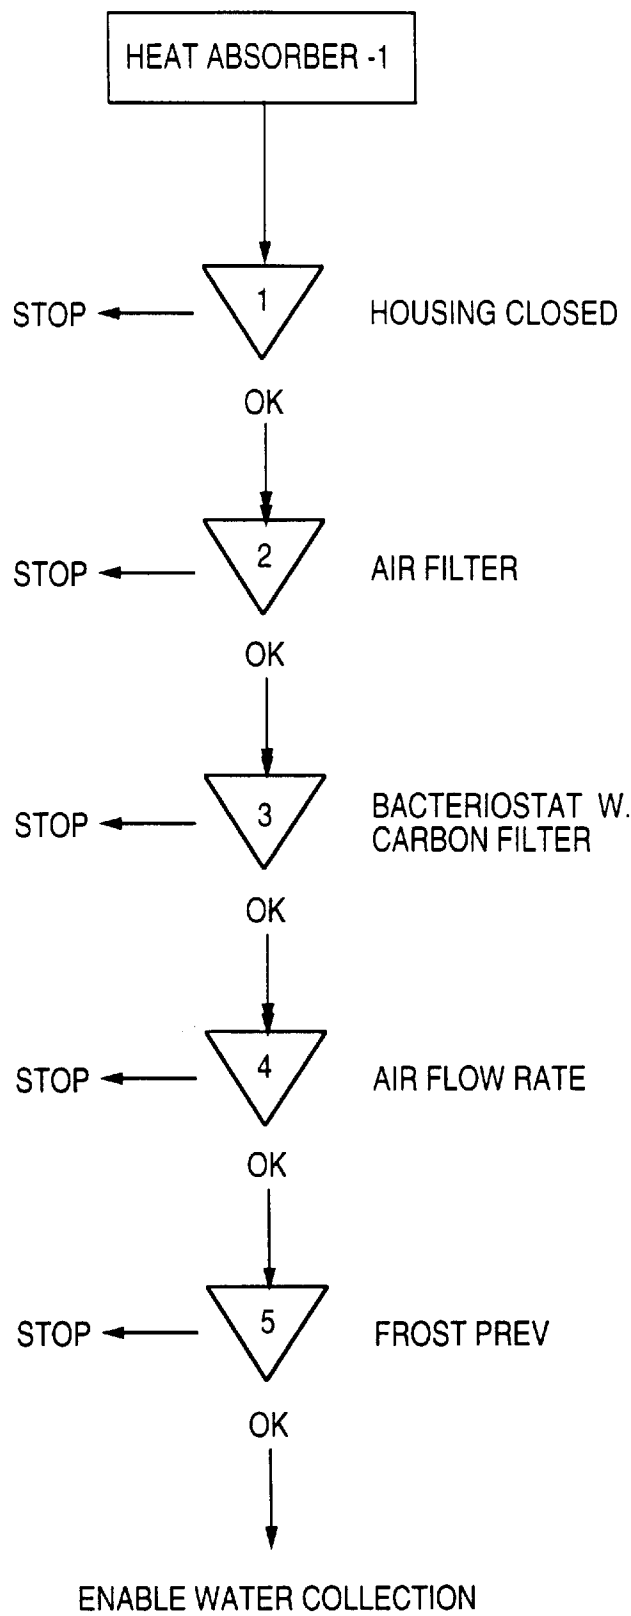 HEAT ABSORBER -1
1
STOP
HOUSING CLOSED
OK
2
STOP
AIR FILTER
OK
3
STOP
BACTERIOSTAT W.
CARBON FILTER
OK
4
STOP
AIR FLOW RATE
OK
5
STOP
FROST PREV
OK
ENABLE WATER COLLECTION